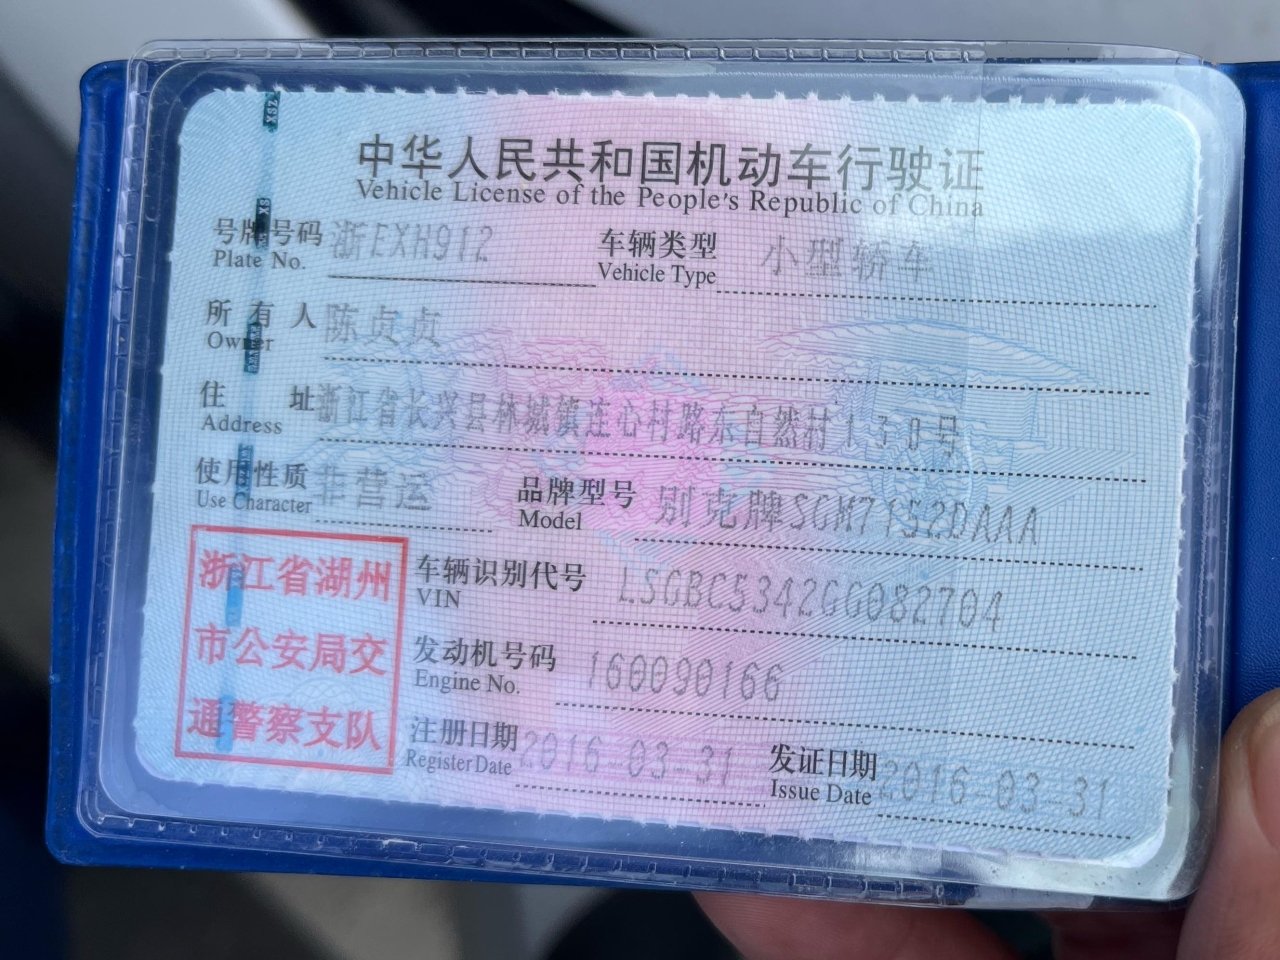 中华人民共和国机动车行驶证
Vehicle License of the People's Republic of China
号牌号码 浙EXH912 车辆类型 小型轿车
Plate No. Vehicle Type
所有人 陈贞贞
Owner
住址 浙江省长兴县林城镇连心村路东自然村130号
Address
使用性质 非营运 品牌型号 别克牌SGM7152DAAA
Use Character Model
浙江省湖州
市公安局交
通警察支队
车辆识别代号 LSGBC5342GG082704
VIN
发动机号码 160090166
Engine No.
注册日期 2016-03-31 发证日期 2016-03-31
Register Date Issue Date